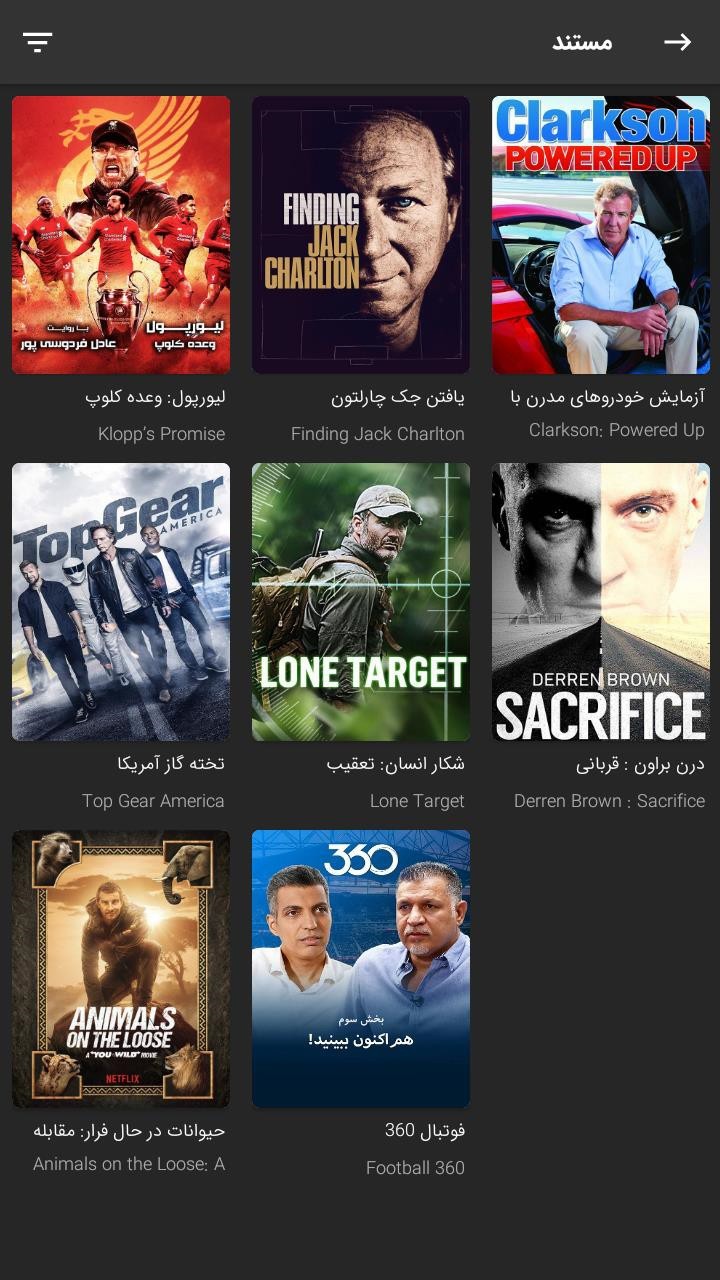 مستند
Clarkson
POWERED UP
آزمایش خودروهای مدرن با
Clarkson: Powered Up
FINDING
JACK
CHARLTON
یافتن جک چارلتون
Finding Jack Charlton
لیورپول
وعده کلوپ
با روایت
عادل فردوسی پور
لیورپول: وعده کلوپ
Klopp’s Promise
DERREN BROWN
SACRIFICE
درن براون : قربانی
Derren Brown : Sacrifice
LONE TARGET
شکار انسان: تعقیب
Lone Target
TopGear
AMERICA
تخته گاز آمریکا
Top Gear America
360
بخش سوم
هم‌اکنون ببینید!
فوتبال 360
Football 360
ANIMALS
ON THE LOOSE
A "YOU VS. WILD" MOVIE
NETFLIX
حیوانات در حال فرار: مقابله
Animals on the Loose: A